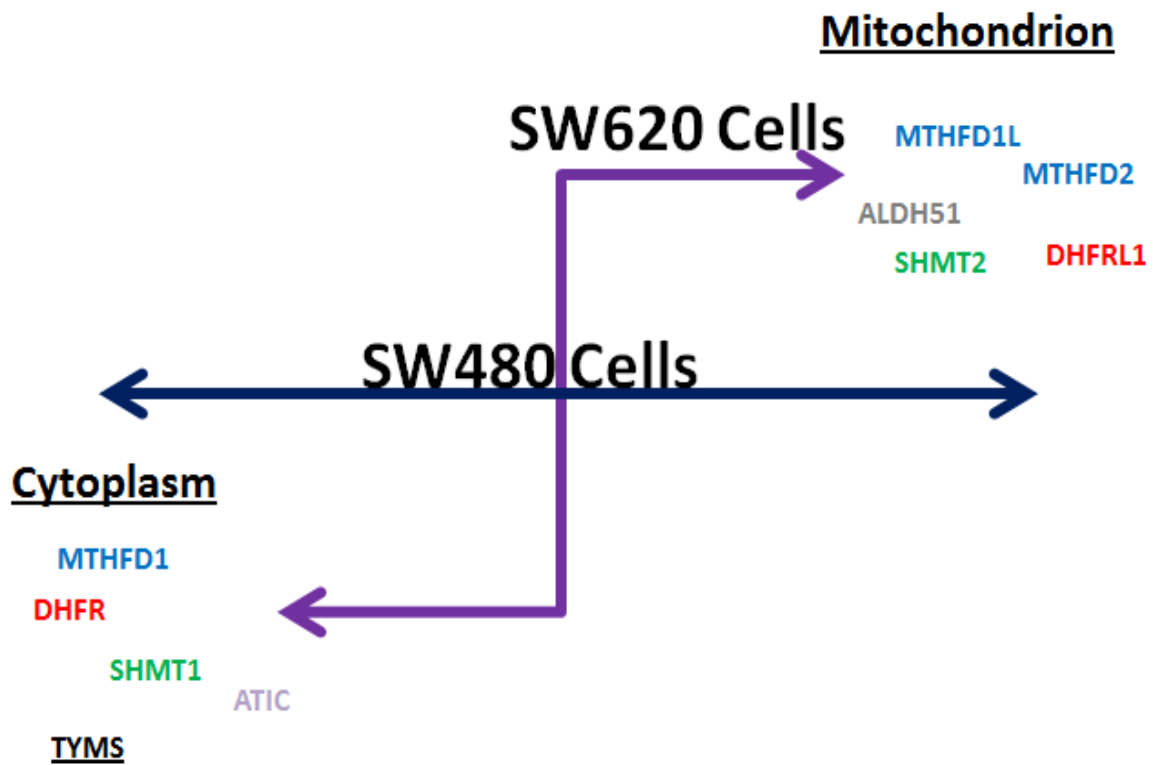 Mitochondrion
SW620 Cells
MTHFD1L
MTHFD2
ALDH51
SHMT2
DHFRL1
SW480 Cells
Cytoplasm
MTHFD1
DHFR
SHMT1
ATIC
TYMS